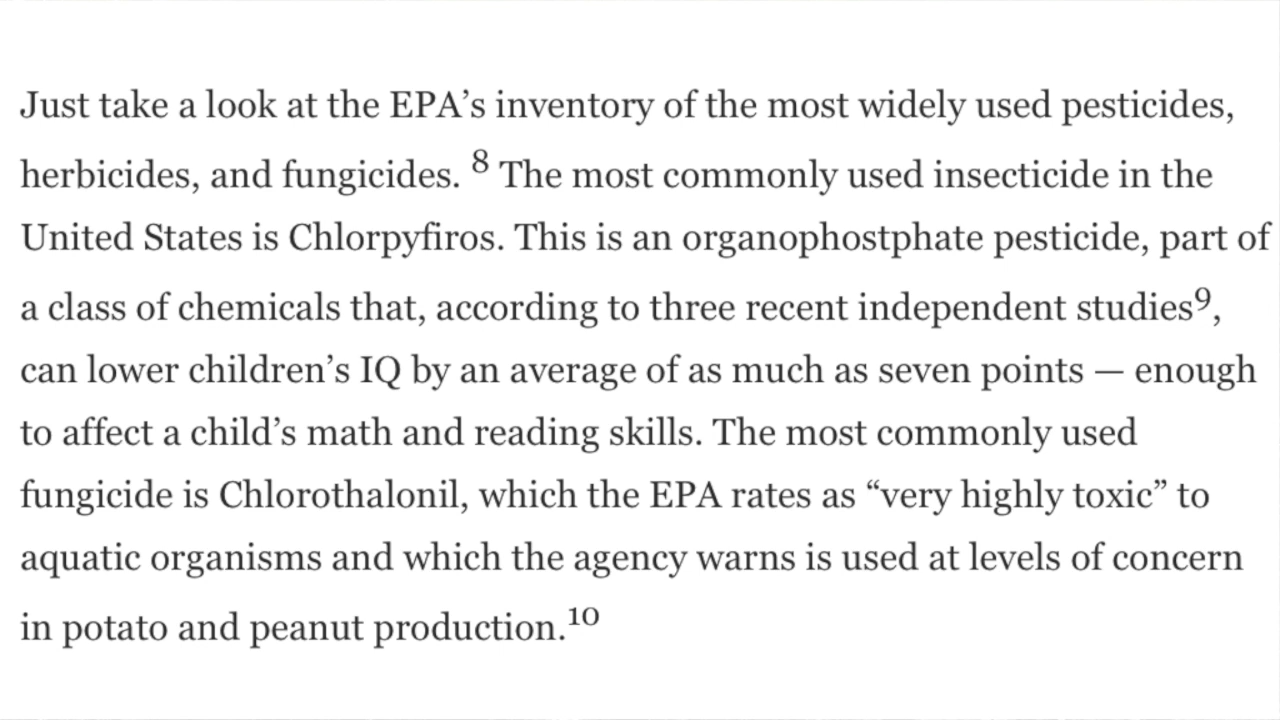 Just take a look at the EPA’s inventory of the most widely used pesticides,
herbicides, and fungicides. 8 The most commonly used insecticide in the
United States is Chlorpyfiros. This is an organophostphate pesticide, part of
a class of chemicals that, according to three recent independent studies9,
can lower children’s IQ by an average of as much as seven points — enough
to affect a child’s math and reading skills. The most commonly used
fungicide is Chlorothalonil, which the EPA rates as “very highly toxic” to
aquatic organisms and which the agency warns is used at levels of concern
in potato and peanut production.10